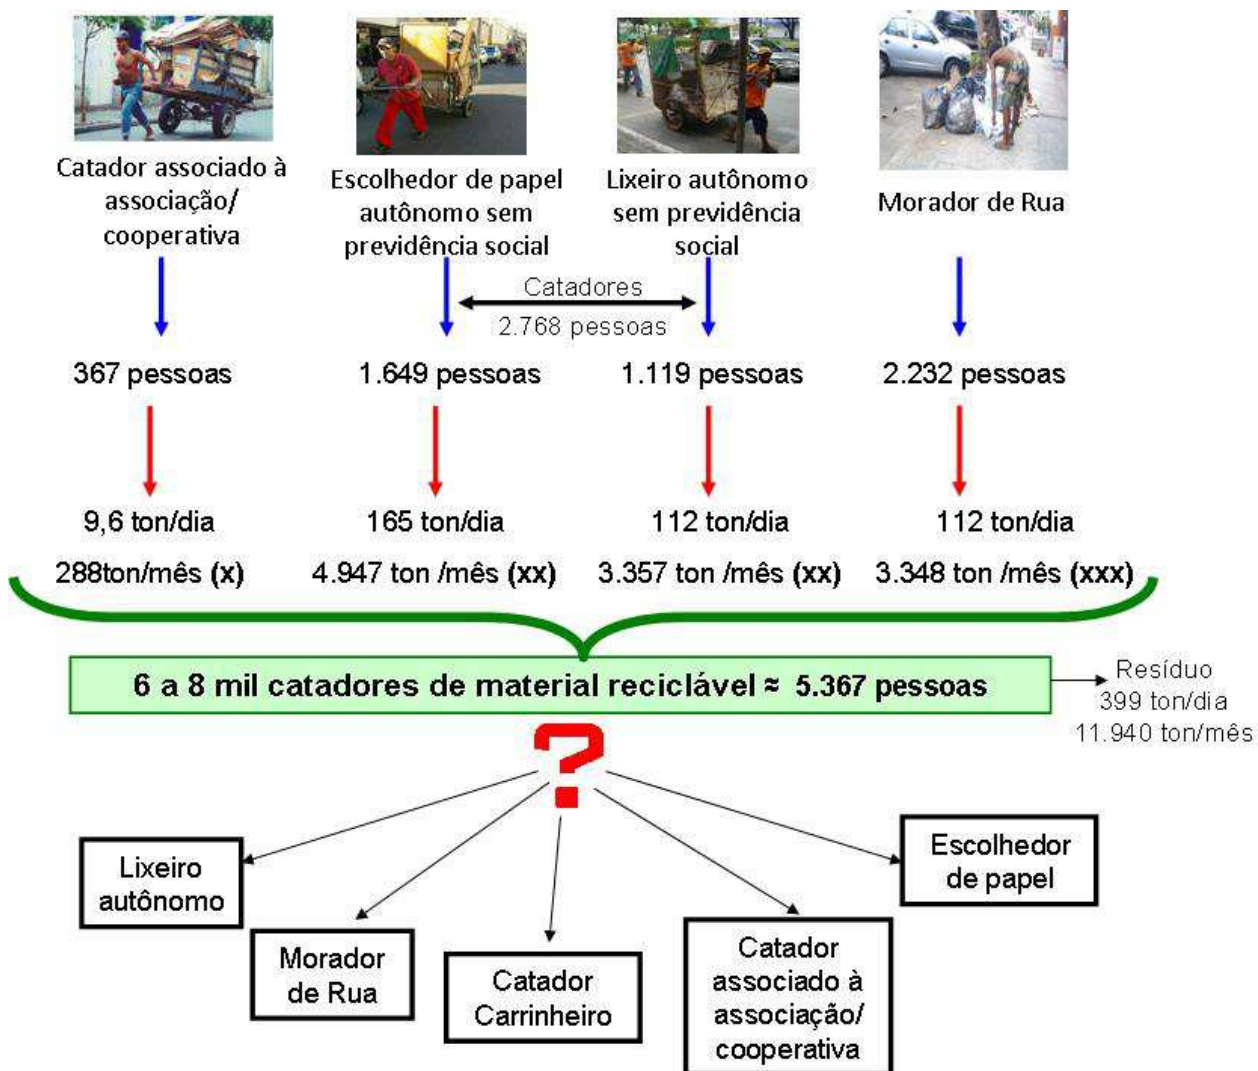 Catador associado à
associação/
cooperativa
Escolhedor de papel
autônomo sem
previdência social
Lixeiro autônomo
sem previdência
social
Morador de Rua
Catadores
2.768 pessoas
367 pessoas
1.649 pessoas
1.119 pessoas
2.232 pessoas
9,6 ton/dia
165 ton/dia
112 ton/dia
112 ton/dia
288ton/mês (x)
4.947 ton /mês (xx)
3.357 ton /mês (xx)
3.348 ton /mês (xxx)
6 a 8 mil catadores de material reciclável ≈ 5.367 pessoas
Resíduo
399 ton/dia
11.940 ton/mês
?
Lixeiro
autônomo
Morador
de Rua
Catador
Carrinheiro
Catador
associado à
associação/
cooperativa
Escolhedor
de papel